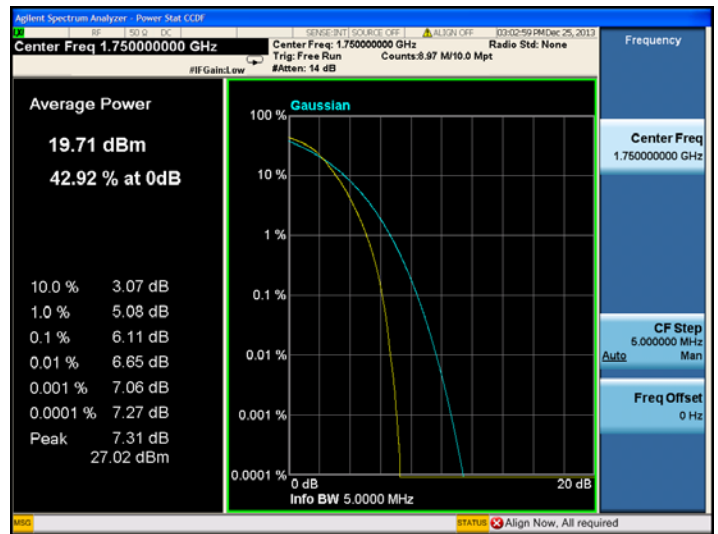 Agilent Spectrum Analyzer - Power Stat CCDF
RF 50 Ω DC SENSE:INT SOURCE OFF ALIGN OFF 03:02:59 PM Dec 25, 2013
Center Freq 1.750000000 GHz
Center Freq: 1.750000000 GHz Radio Std: None
Trig: Free Run Counts:8.97 M/10.0 Mpt
#IFGain:Low #Atten: 14 dB
Frequency
Average Power
19.71 dBm
42.92 % at 0dB
10.0 % 3.07 dB
1.0 % 5.08 dB
0.1 % 6.11 dB
0.01 % 6.65 dB
0.001 % 7.06 dB
0.0001 % 7.27 dB
Peak 7.31 dB
27.02 dBm
Gaussian
100 %
10 %
1 %
0.1 %
0.01 %
0.001 %
0.0001 %
0 dB 20 dB
Info BW 5.0000 MHz
Center Freq
1.750000000 GHz
CF Step
5.000000 MHz
Auto Man
Freq Offset
0 Hz
MSG STATUS Align Now, All required